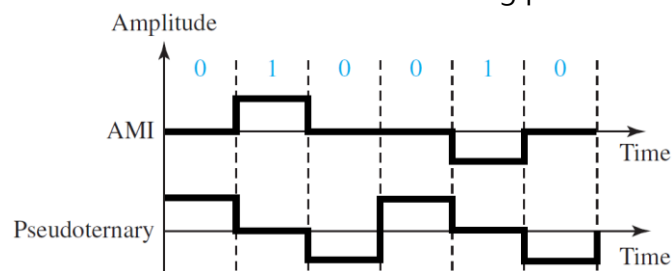 Amplitude
0 1 0 0 1 0
AMI
Time
Pseudoternary
Time